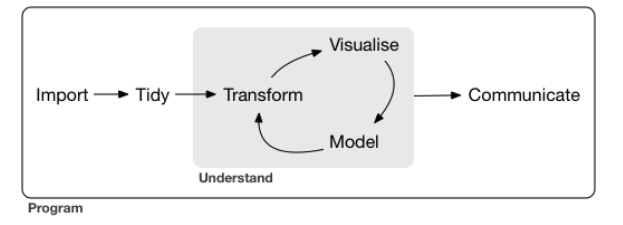 Import
Tidy
Transform
Visualise
Model
Communicate
Understand
Program